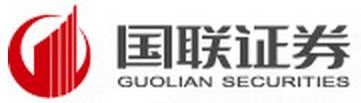 国联证券
GUOLIAN SECURITIES